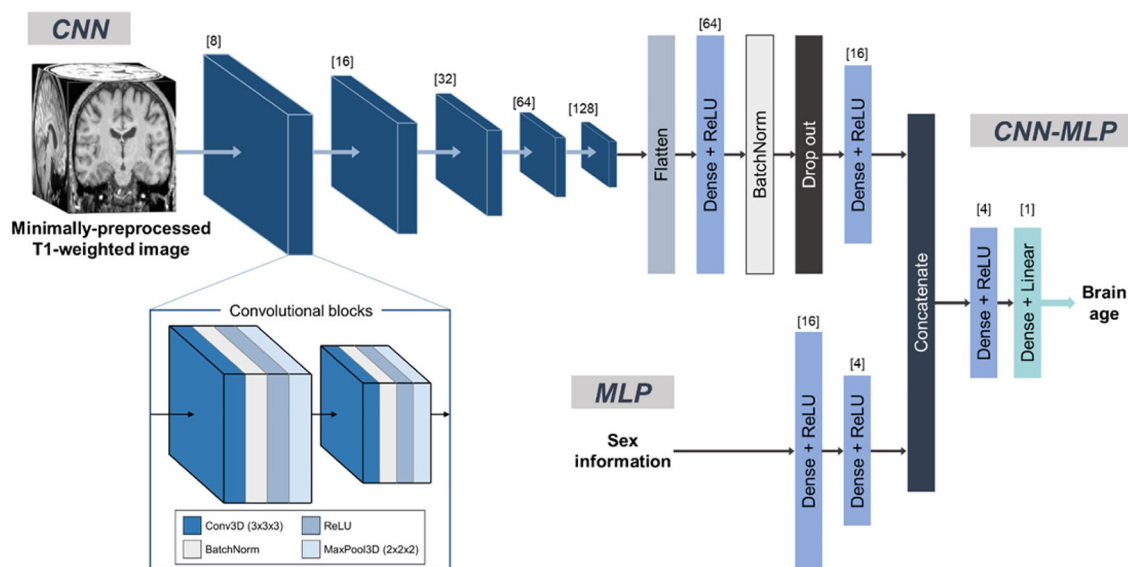 CNN
[8]
[16]
[32]
[64]
[128]
Minimally-preprocessed
T1-weighted image
Flatten
[64]
Dense + ReLU
BatchNorm
Drop out
[16]
Dense + ReLU
CNN-MLP
Concatenate
[4]
Dense + ReLU
[1]
Dense + Linear
Brain
age
Convolutional blocks
Conv3D (3x3x3)
ReLU
BatchNorm
MaxPool3D (2x2x2)
MLP
Sex
information
[16]
Dense + ReLU
[4]
Dense + ReLU